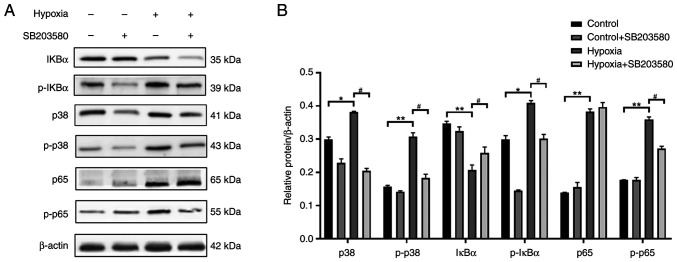 A
Hypoxia − − + +
SB203580 − + − +
IKBα 35 kDa
p-IKBα 39 kDa
p38 41 kDa
p-p38 43 kDa
p65 65 kDa
p-p65 55 kDa
β-actin 42 kDa
B
Control
Control+SB203580
Hypoxia
Hypoxia+SB203580
Relative protein/β-actin
0.5
0.4
0.3
0.2
0.1
0.0
* # ** # ** # * # ** ** #
p38 p-p38 IκBα p-IκBα p65 p-p65